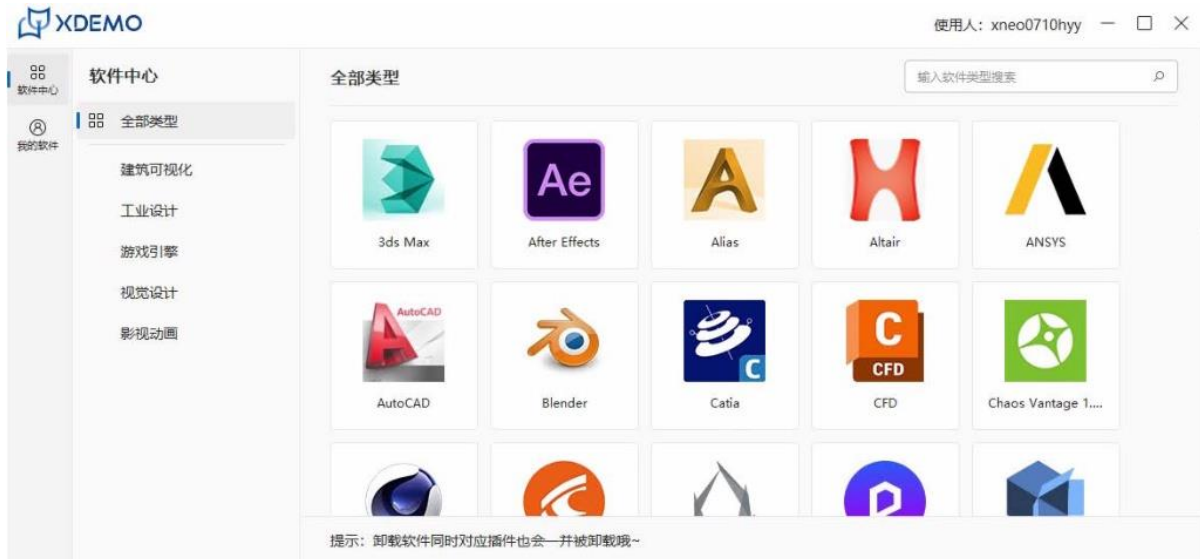 XDEMO
使用人：xneo0710hyy
软件中心
我的软件
软件中心
全部类型
建筑可视化
工业设计
游戏引擎
视觉设计
影视动画
全部类型
输入软件类型搜索
3ds Max
Ae
After Effects
Alias
Altair
ANSYS
AutoCAD
AutoCAD
Blender
C
Catia
C
CFD
CFD
Chaos Vantage 1....
提示：卸载软件同时对应插件也会一并被卸载哦~